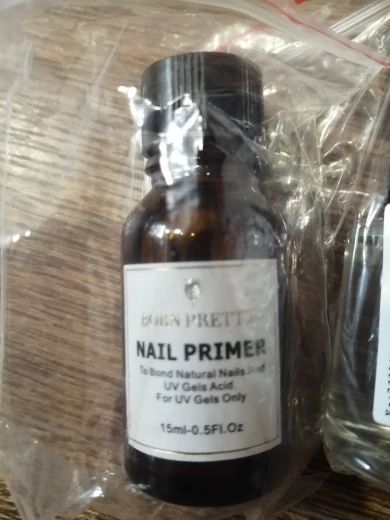 BORN PRETTY
NAIL PRIMER
To Bond Natural Nails And
UV Gels Acid
For UV Gels Only
15ml-0.5Fl.Oz